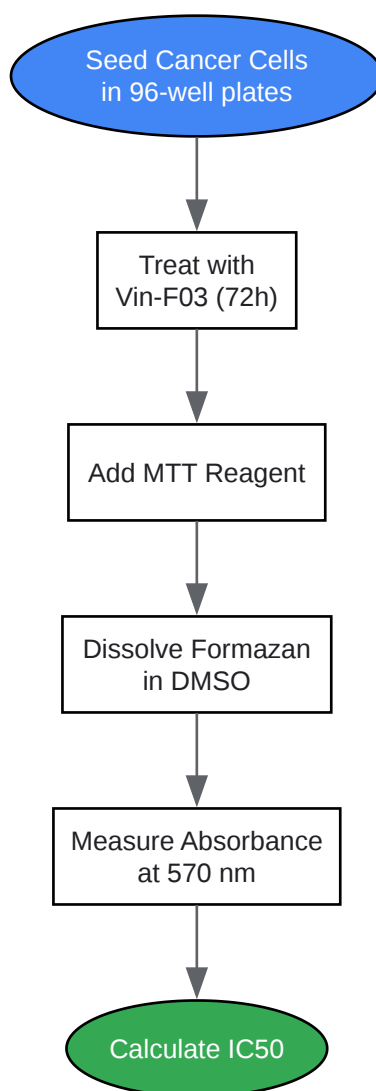 Seed Cancer Cells
in 96-well plates
Treat with
Vin-F03 (72h)
Add MTT Reagent
Dissolve Formazan
in DMSO
Measure Absorbance
at 570 nm
Calculate IC50